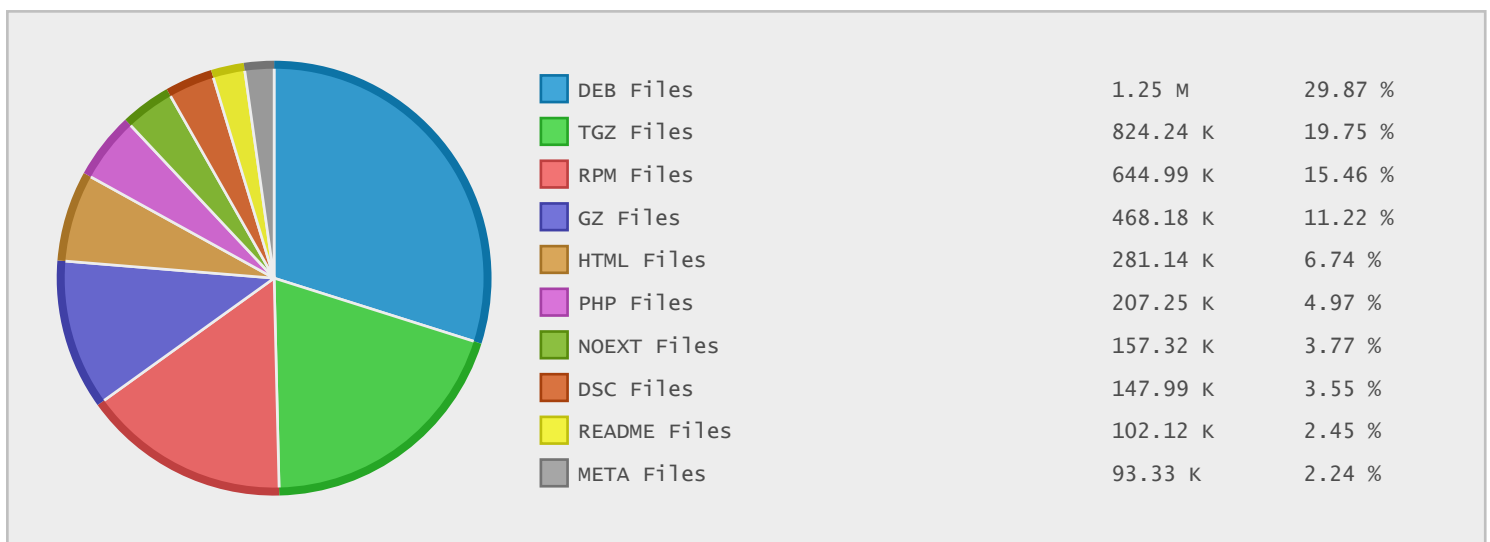 DEB Files 1.25 M 29.87 %
TGZ Files 824.24 K 19.75 %
RPM Files 644.99 K 15.46 %
GZ Files 468.18 K 11.22 %
HTML Files 281.14 K 6.74 %
PHP Files 207.25 K 4.97 %
NOEXT Files 157.32 K 3.77 %
DSC Files 147.99 K 3.55 %
README Files 102.12 K 2.45 %
META Files 93.33 K 2.24 %